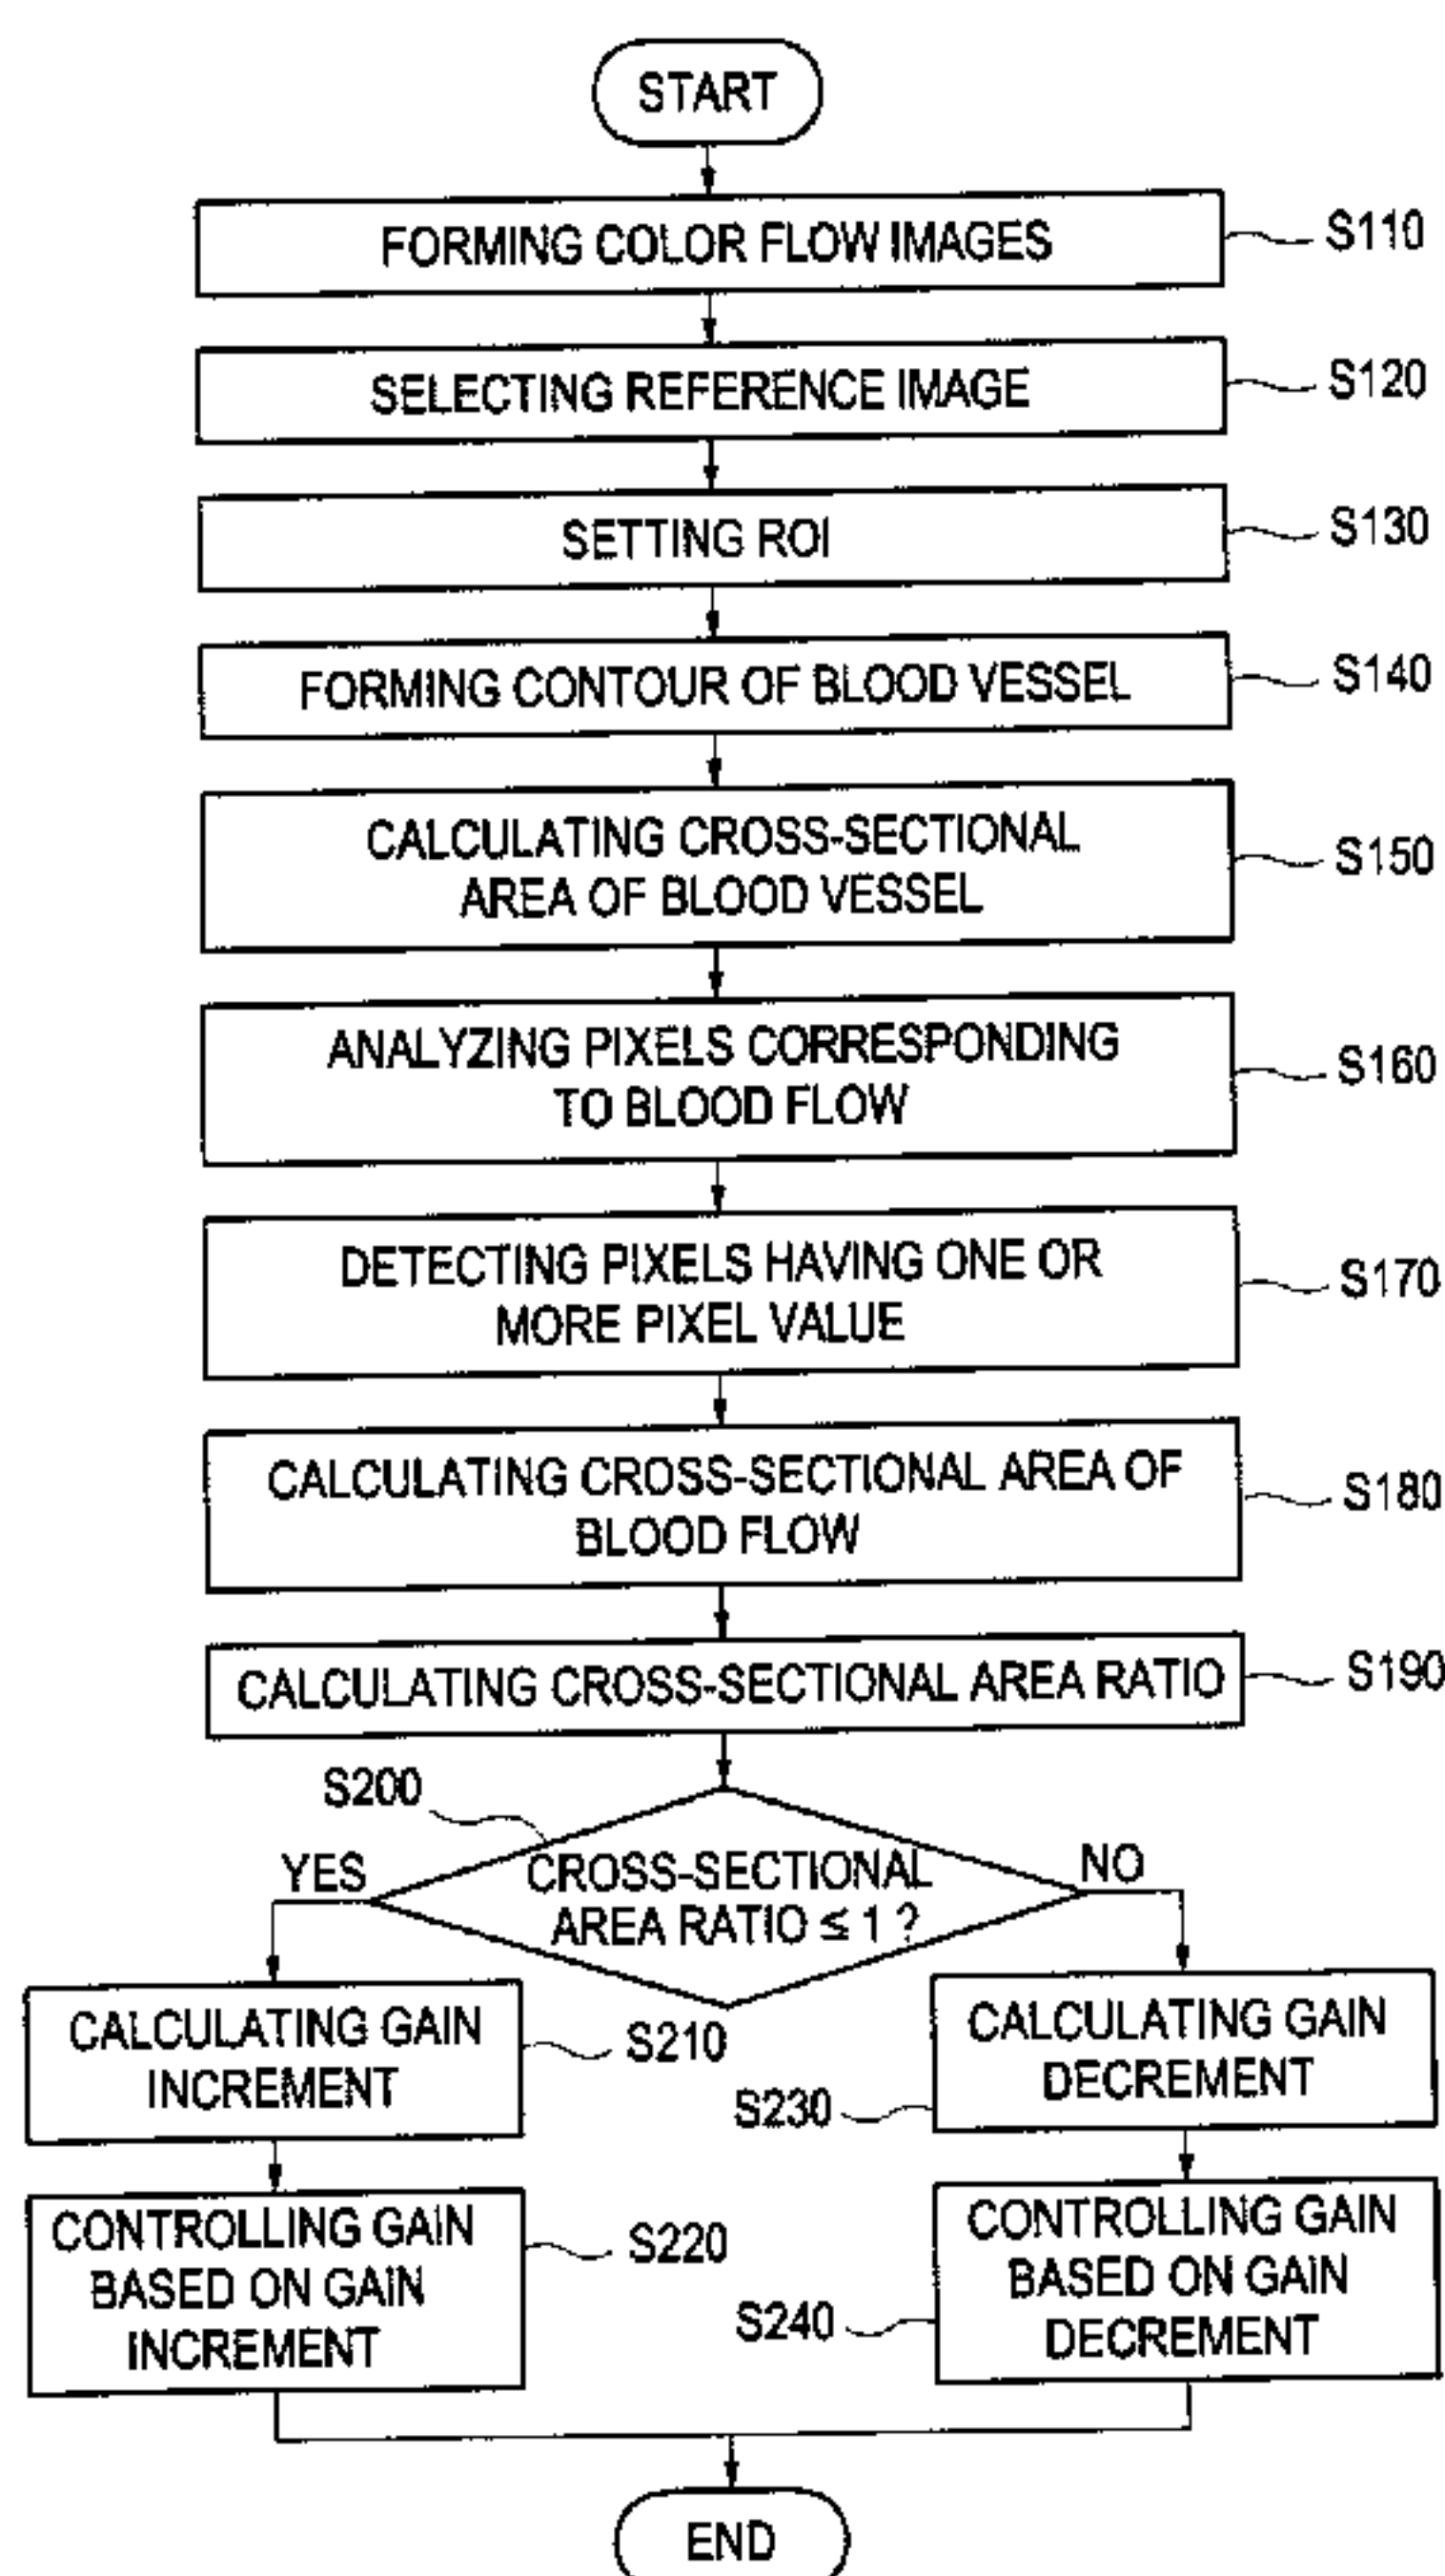 START
FORMING COLOR FLOW IMAGES
S110
SELECTING REFERENCE IMAGE
S120
SETTING ROI
S130
FORMING CONTOUR OF BLOOD VESSEL
S140
CALCULATING CROSS-SECTIONAL
AREA OF BLOOD VESSEL
S150
ANALYZING PIXELS CORRESPONDING
TO BLOOD FLOW
S160
DETECTING PIXELS HAVING ONE OR
MORE PIXEL VALUE
S170
CALCULATING CROSS-SECTIONAL AREA OF
BLOOD FLOW
S180
CALCULATING CROSS-SECTIONAL AREA RATIO
S190
S200
YES
CROSS-SECTIONAL
AREA RATIO ≤ 1 ?
NO
CALCULATING GAIN
INCREMENT
S210
CALCULATING GAIN
DECREMENT
S230
CONTROLLING GAIN
BASED ON GAIN
INCREMENT
S220
CONTROLLING GAIN
BASED ON GAIN
DECREMENT
S240
END